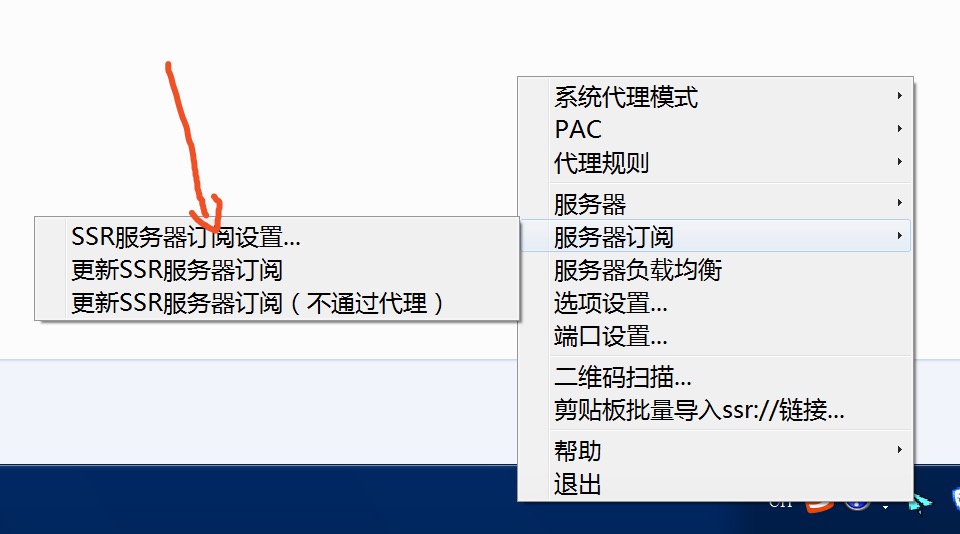 系统代理模式
PAC
代理规则
服务器
服务器订阅
服务器负载均衡
选项设置...
端口设置...
二维码扫描...
剪贴板批量导入ssr://链接...
帮助
退出
SSR服务器订阅设置...
更新SSR服务器订阅
更新SSR服务器订阅（不通过代理）